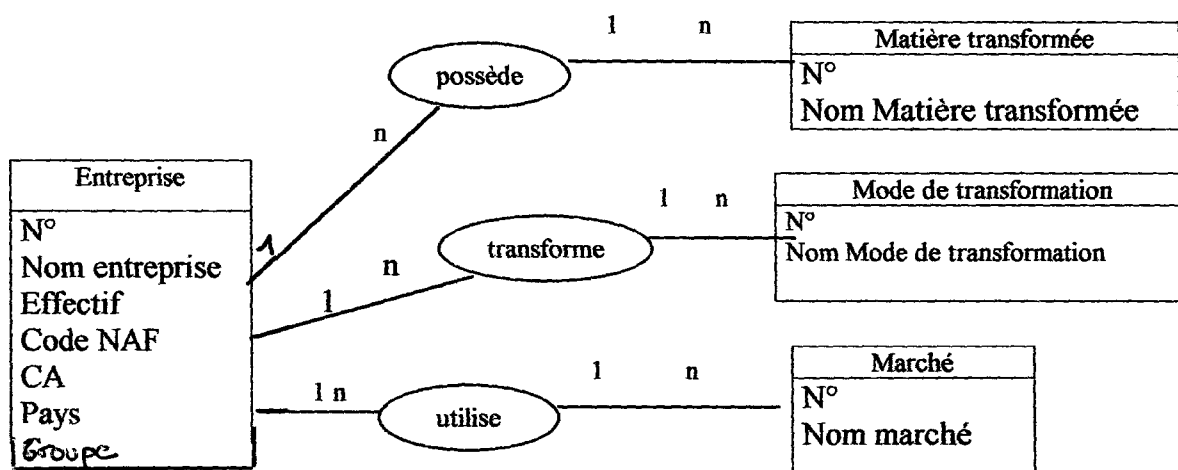 1 n
Matière transformée
N°
Nom Matière transformée
possède
n
Entreprise
N°
Nom entreprise
Effectif
Code NAF
CA
Pays
Groupe
1
1 n
Mode de transformation
N°
Nom Mode de transformation
transforme
n
1
1 n
Marché
N°
Nom marché
1 n
utilise